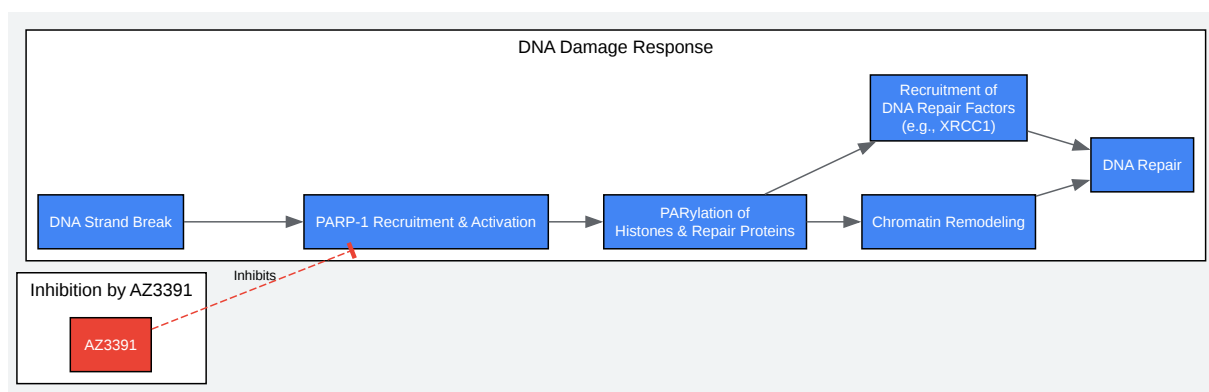 DNA Damage Response
Recruitment of
DNA Repair Factors
(e.g., XRCC1)
DNA Repair
DNA Strand Break
PARP-1 Recruitment & Activation
PARylation of
Histones & Repair Proteins
Chromatin Remodeling
Inhibits
Inhibition by AZ3391
AZ3391